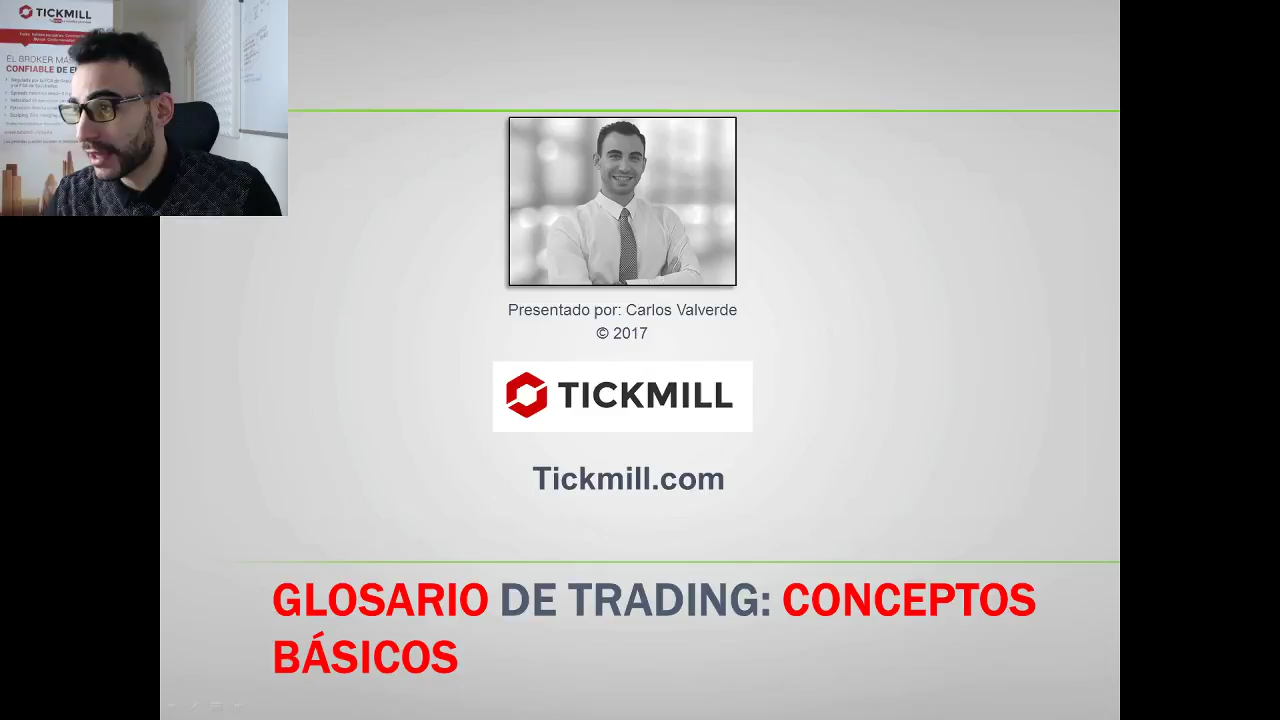 TICKMILL
EL BROKER MÁS
CONFIABLE DE E
Presentado por: Carlos Valverde
© 2017
TICKMILL
Tickmill.com
GLOSARIO DE TRADING: CONCEPTOS
BÁSICOS